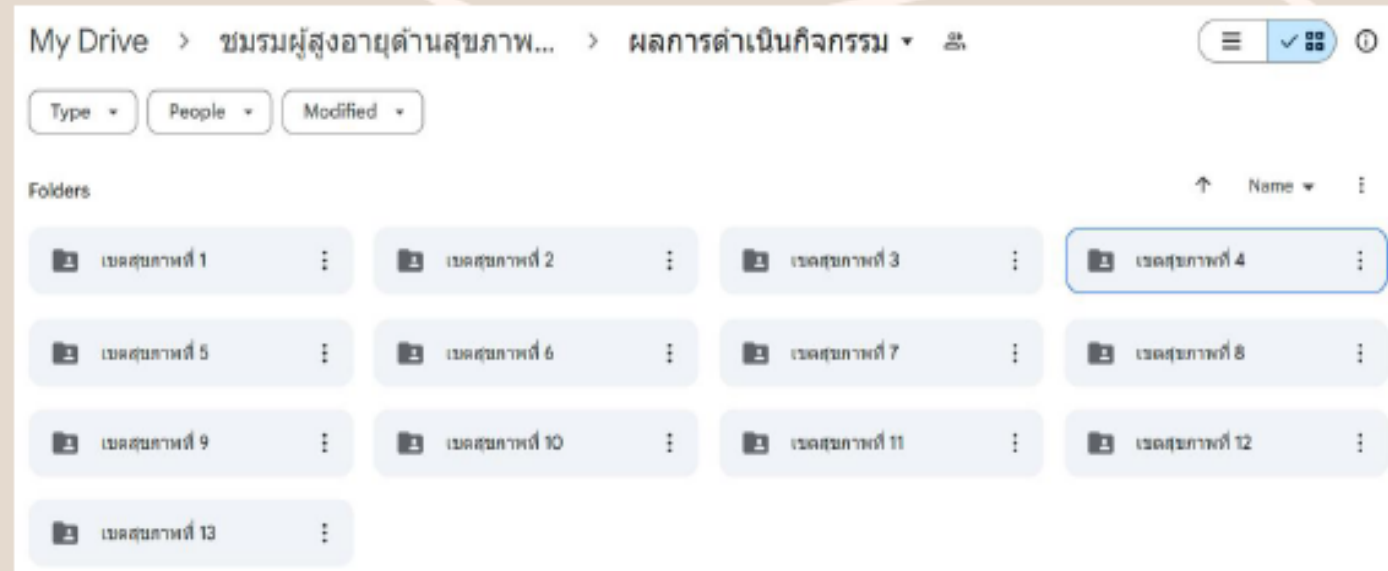 My Drive > ชมรมผู้สูงอายุด้านสุขภาพ... > ผลการดำเนินกิจกรรม
Type People Modified
Folders Name
เขตสุขภาพที่ 1 เขตสุขภาพที่ 2 เขตสุขภาพที่ 3 เขตสุขภาพที่ 4
เขตสุขภาพที่ 5 เขตสุขภาพที่ 6 เขตสุขภาพที่ 7 เขตสุขภาพที่ 8
เขตสุขภาพที่ 9 เขตสุขภาพที่ 10 เขตสุขภาพที่ 11 เขตสุขภาพที่ 12
เขตสุขภาพที่ 13